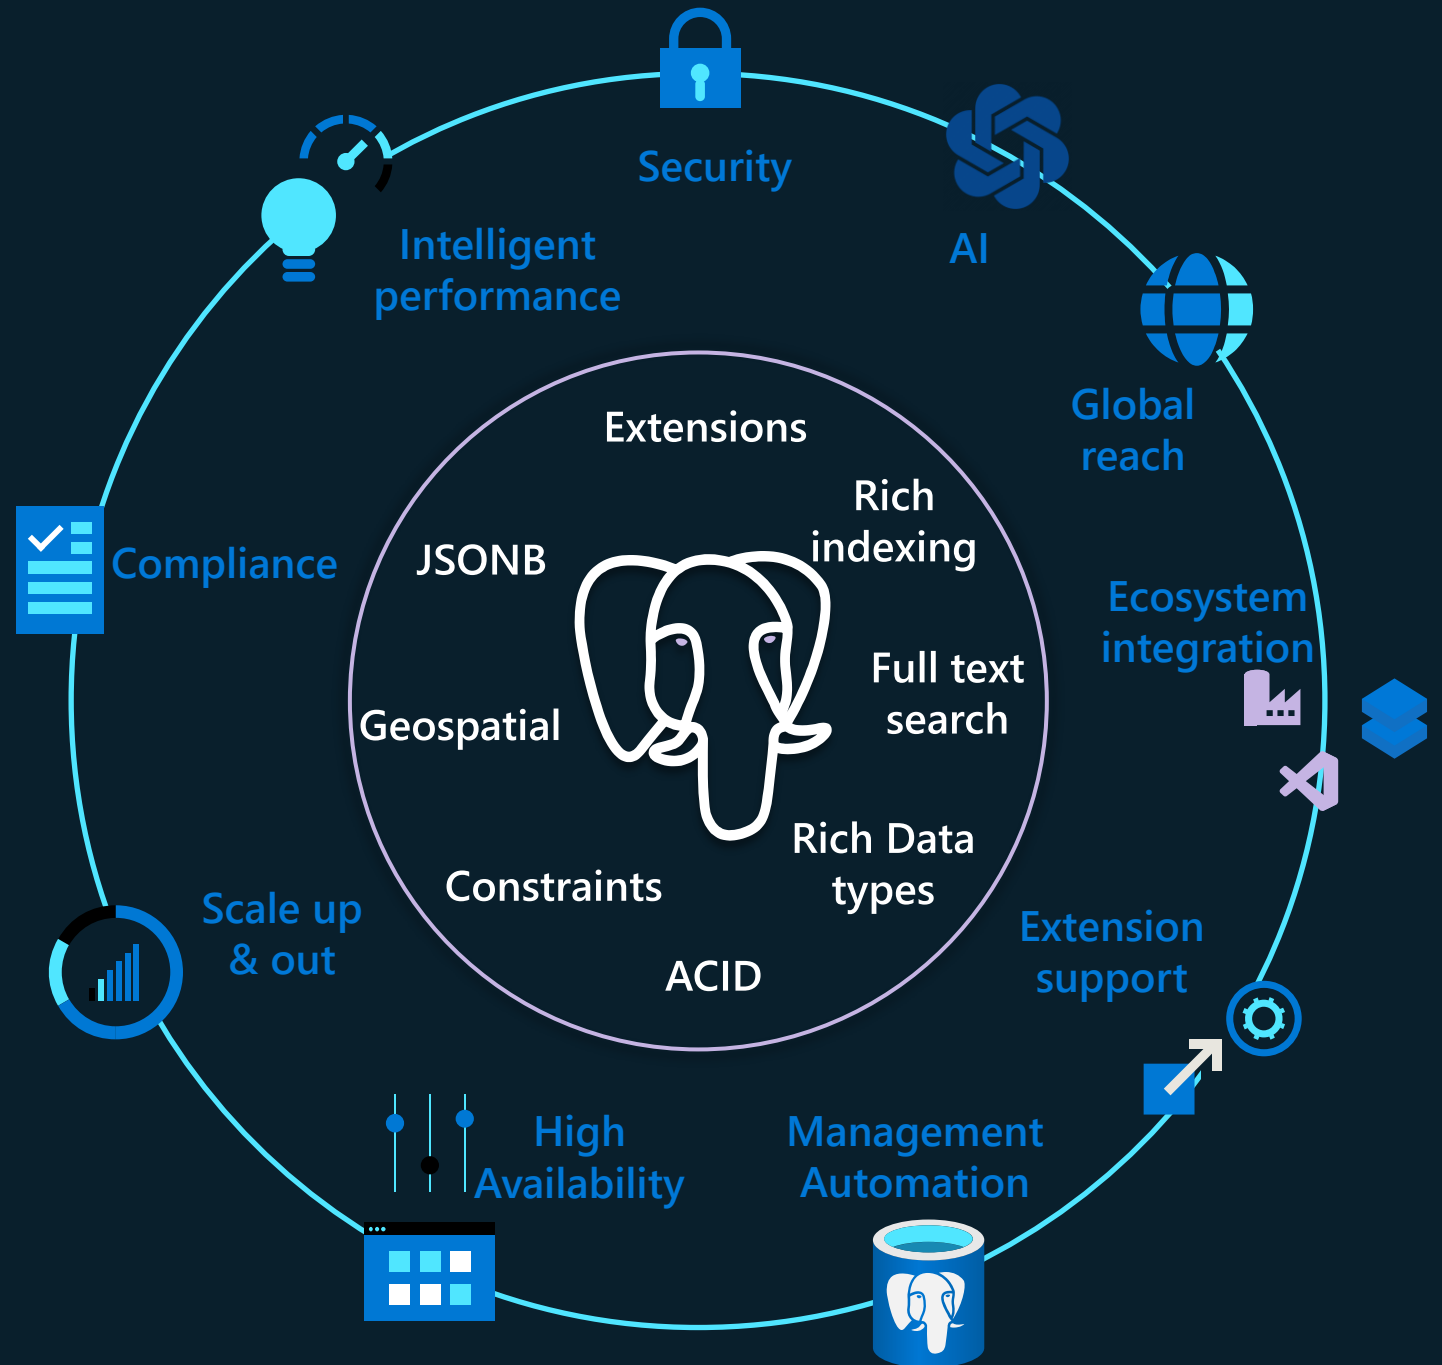 Security
AI
Intelligent
performance
Global
reach
Extensions
Rich
indexing
JSONB
Compliance
Ecosystem
integration
Full text
search
Geospatial
Rich Data
types
Constraints
Scale up
& out
Extension
support
ACID
High
Availability
Management
Automation